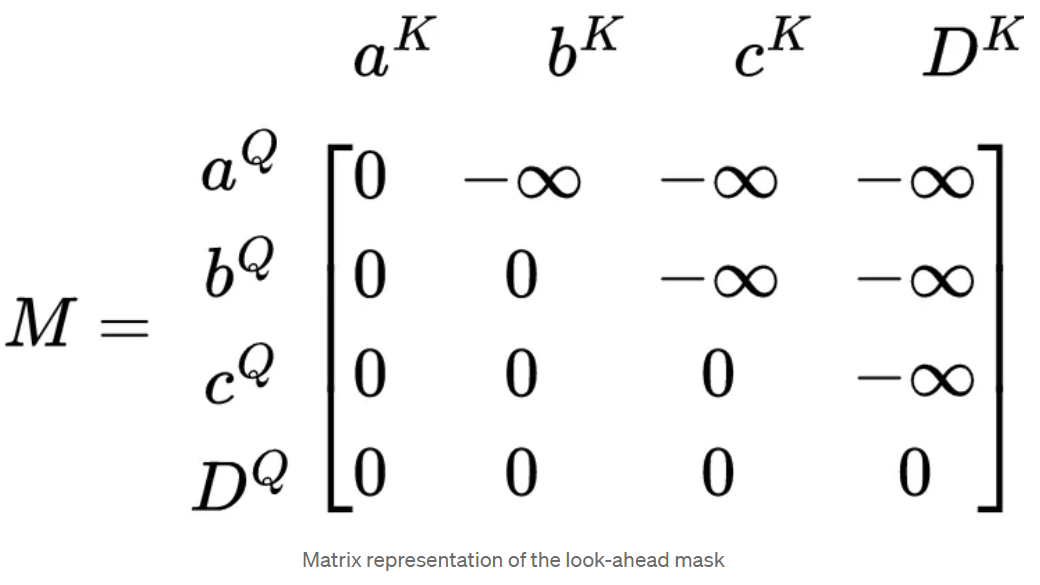 a^K b^K c^K D^K
a^Q 0 −∞ −∞ −∞
b^Q 0 0 −∞ −∞
M =
c^Q 0 0 0 −∞
D^Q 0 0 0 0
Matrix representation of the look-ahead mask